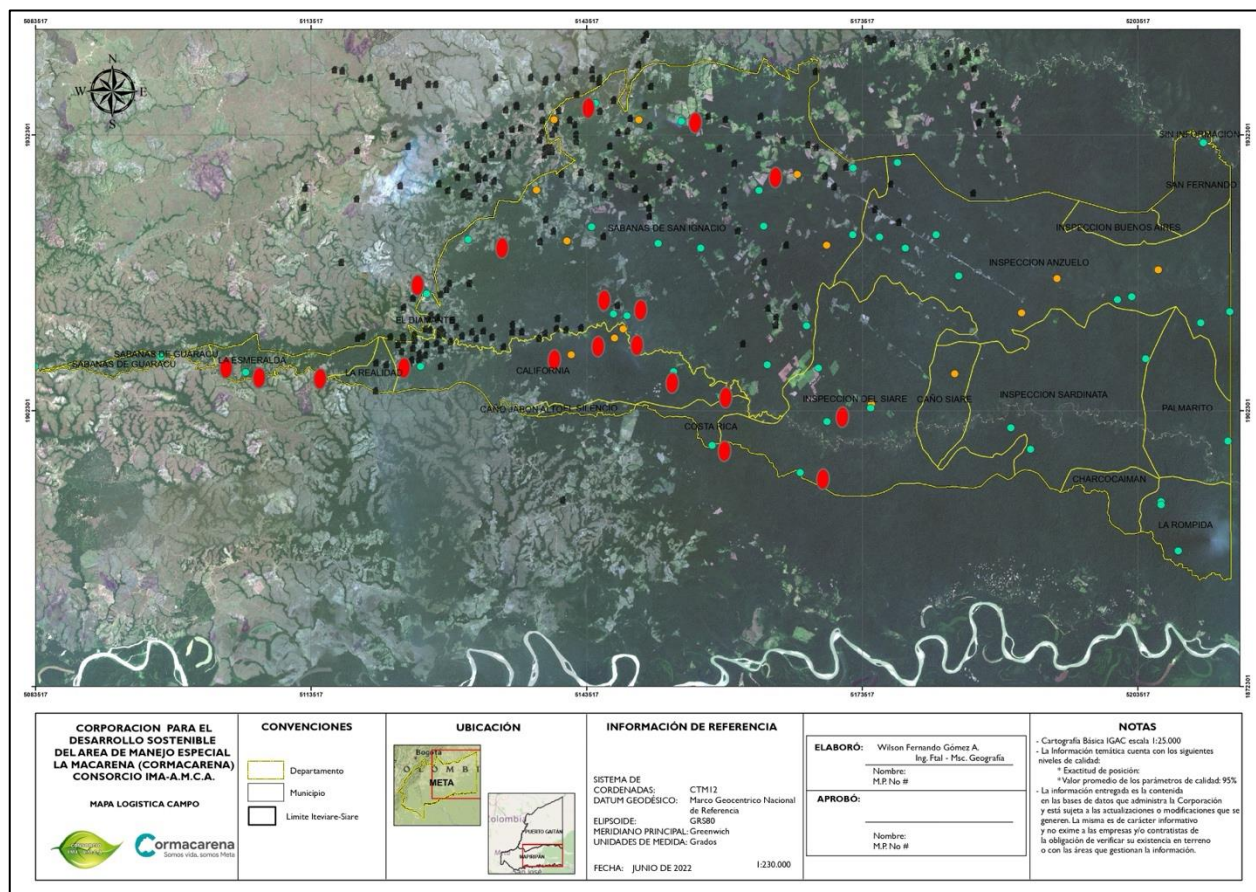 5083517 5113517 5143517 5173517 5203517
N
W E
S
1932301 1932301
SIN INFORMACION
SAN FERNANDO
SABANAS DE SAN IGNACIO
INSPECCION BUENOS AIRES
INSPECCION ANZUELO
EL DIAMANTE
SABANAS DE GUARACU
SABANAS DE GUARACU
LA ESMERALDA
LA REALIDAD
CALIFORNIA
INSPECCION DEL SIARE
CAÑO SIARE
INSPECCION SARDINATA
PALMARITO
1902301 1902301
CAÑO JABON ALTO EL SILENCIO
COSTA RICA
CHARCOCAIMAN
LA ROMPIDA
1872301
5083517 5113517 5143517 5173517 5203517
CORPORACION PARA EL
DESARROLLO SOSTENIBLE
DEL AREA DE MANEJO ESPECIAL
LA MACARENA (CORMACARENA)
CONSORCIO IMA-A.M.C.A.
MAPA LOGISTICA CAMPO
Cormacarena
Somos vida, somos Meta
CONVENCIONES
Departamento
Municipio
Limite Iteviare-Siare
UBICACIÓN
Bogota
META
PUERTO GAITÁN
MAPIRIPÁN
INFORMACIÓN DE REFERENCIA
SISTEMA DE
CORDENADAS: CTM12
DATUM GEODÉSICO: Marco Geocentrico Nacional
de Referencia
ELIPSOIDE: GRS80
MERIDIANO PRINCIPAL: Greenwich
UNIDADES DE MEDIDA: Grados
FECHA: JUNIO DE 2022 1:230.000
ELABORÓ: Wilson Fernando Gómez A.
Ing. Ftal - Msc. Geografía
Nombre:
M.P. No #
APROBÓ:
Nombre:
M.P. No #
NOTAS
- Cartografía Básica IGAC escala 1:25.000
- La Información temática cuenta con los siguientes
niveles de calidad:
* Exactitud de posición:
* Valor promedio de los parámetros de calidad: 95%
- La información entregada es la contenida
en las bases de datos que administra la Corporación
y está sujeta a las actualizaciones o modificaciones que se
generen. La misma es de carácter informativo
y no exime a las empresas y/o contratistas de
la obligación de verificar su existencia en terreno
o con las áreas que gestionan la información.